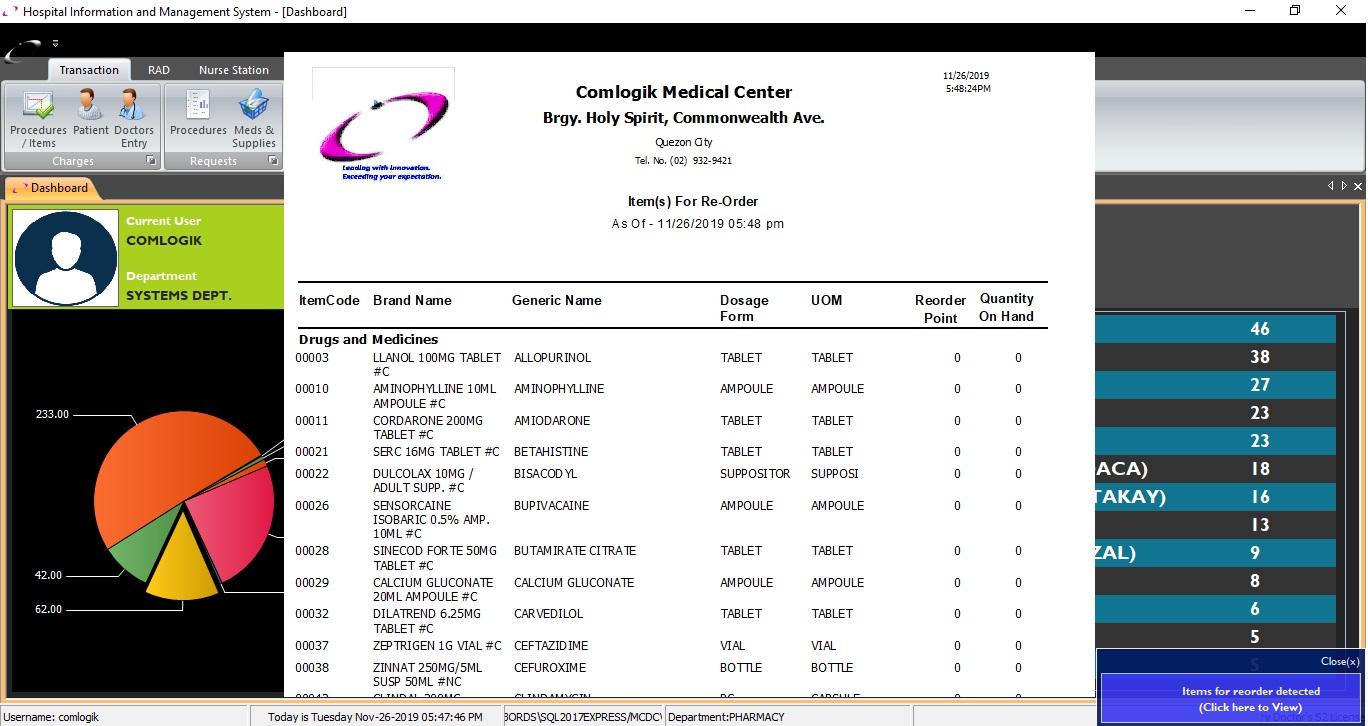 Hospital Information and Management System - [Dashboard]
Transaction RAD Nurse Station
Procedures / Items
Patient
Doctors Entry
Procedures
Meds & Supplies
Charges
Requests
Dashboard
Current User
COMLOGIK
Department
SYSTEMS DEPT.
233.00
42.00
62.00
Leading with innovation.
Exceeding your expectation.
Comlogik Medical Center
Brgy. Holy Spirit, Commonwealth Ave.
Quezon City
Tel. No. (02) 932-9421
11/26/2019
5:48:24PM
Item(s) For Re-Order
As Of - 11/26/2019 05:48 pm
ItemCode Brand Name Generic Name Dosage Form UOM Reorder Point Quantity On Hand
Drugs and Medicines
00003 LLANOL 100MG TABLET ALLOPURINOL TABLET TABLET 0 0
#C
00010 AMINOPHYLLINE 10ML AMINOPHYLLINE AMPOULE AMPOULE 0 0
AMPOULE #C
00011 CORDARONE 200MG AMIODARONE TABLET TABLET 0 0
TABLET #C
00021 SERC 16MG TABLET #C BETAHISTINE TABLET TABLET 0 0
00022 DULCOLAX 10MG / BISACODYL SUPPOSITOR SUPPOSI 0 0
ADULT SUPP. #C
00026 SENSORCAINE BUPIVACAINE AMPOULE AMPOULE 0 0
ISOBARIC 0.5% AMP.
10ML #C
00028 SINECOD FORTE 50MG BUTAMIRATE CITRATE TABLET TABLET 0 0
TABLET #C
00029 CALCIUM GLUCONATE CALCIUM GLUCONATE AMPOULE AMPOULE 0 0
20ML AMPOULE #C
00032 DILATREND 6.25MG CARVEDILOL TABLET TABLET 0 0
TABLET #C
00037 ZEPTRIGEN 1G VIAL #C CEFTAZIDIME VIAL VIAL 0 0
00038 ZINNAT 250MG/5ML CEFUROXIME BOTTLE BOTTLE 0 0
SUSP 50ML #NC
46
38
27
23
23
ACA) 18
TAKAY) 16
13
ZAL) 9
8
6
5
5
Close(x)
Items for reorder detected
(Click here to View)
Username: comlogik
Today is Tuesday Nov-26-2019 05:47:46 PM
BORDS\SQL2017EXPRESS/MCDC\
Department:PHARMACY